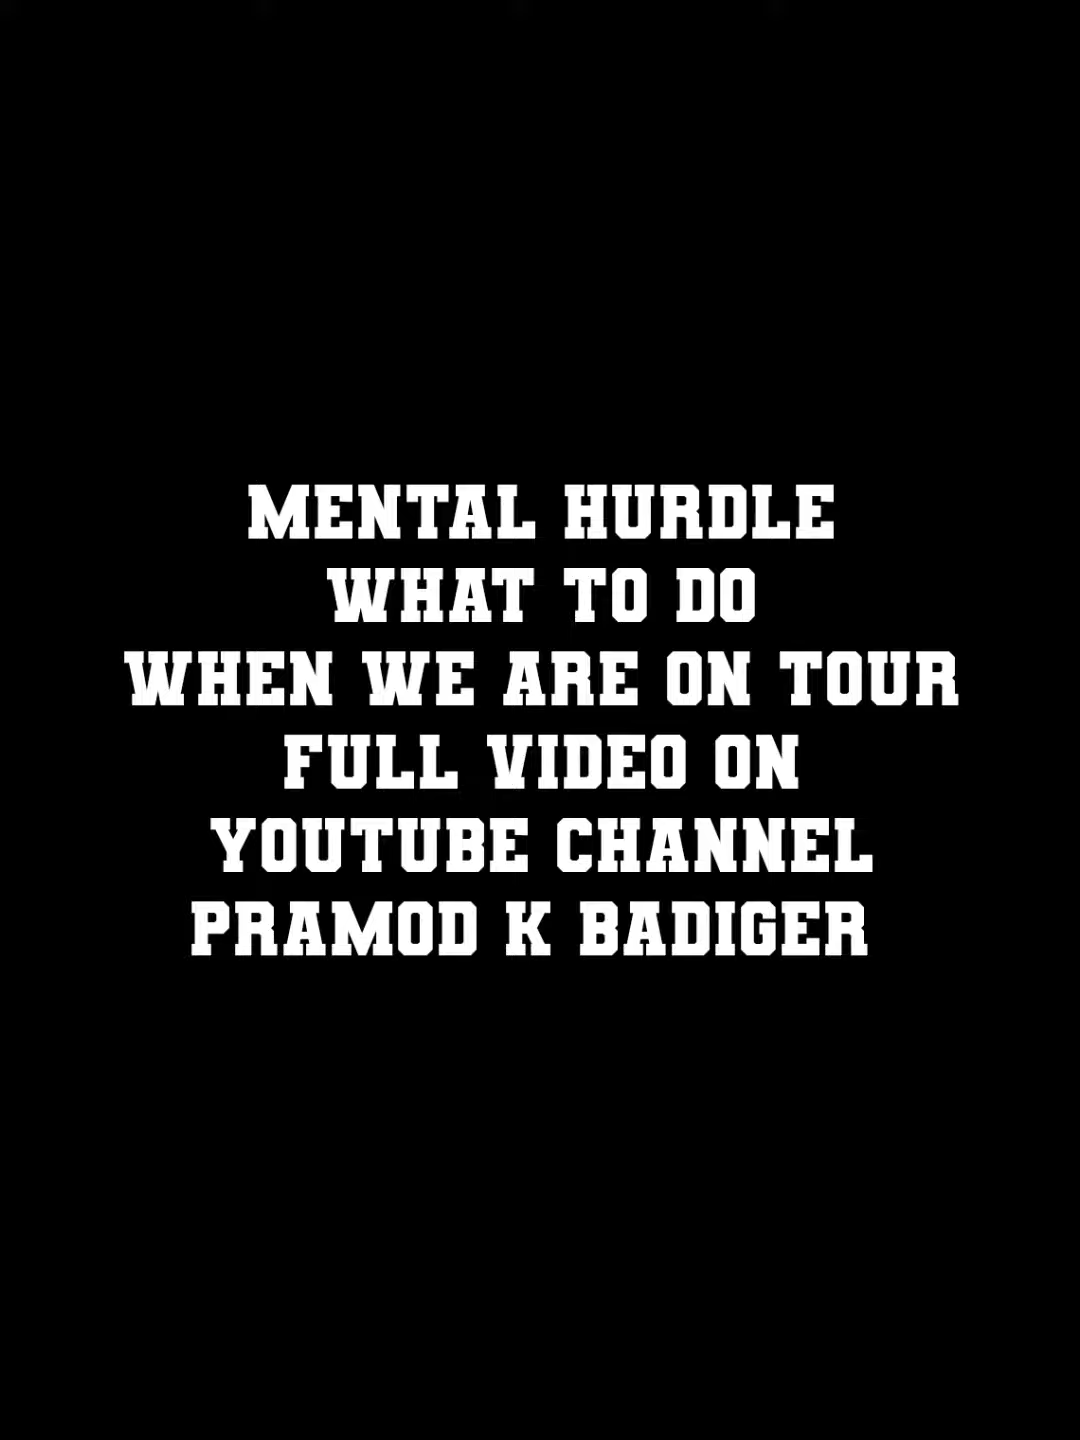 MENTAL HURDLE
WHAT TO DO
WHEN WE ARE ON TOUR
FULL VIDEO ON
YOUTUBE CHANNEL
PRAMOD K BADIGER